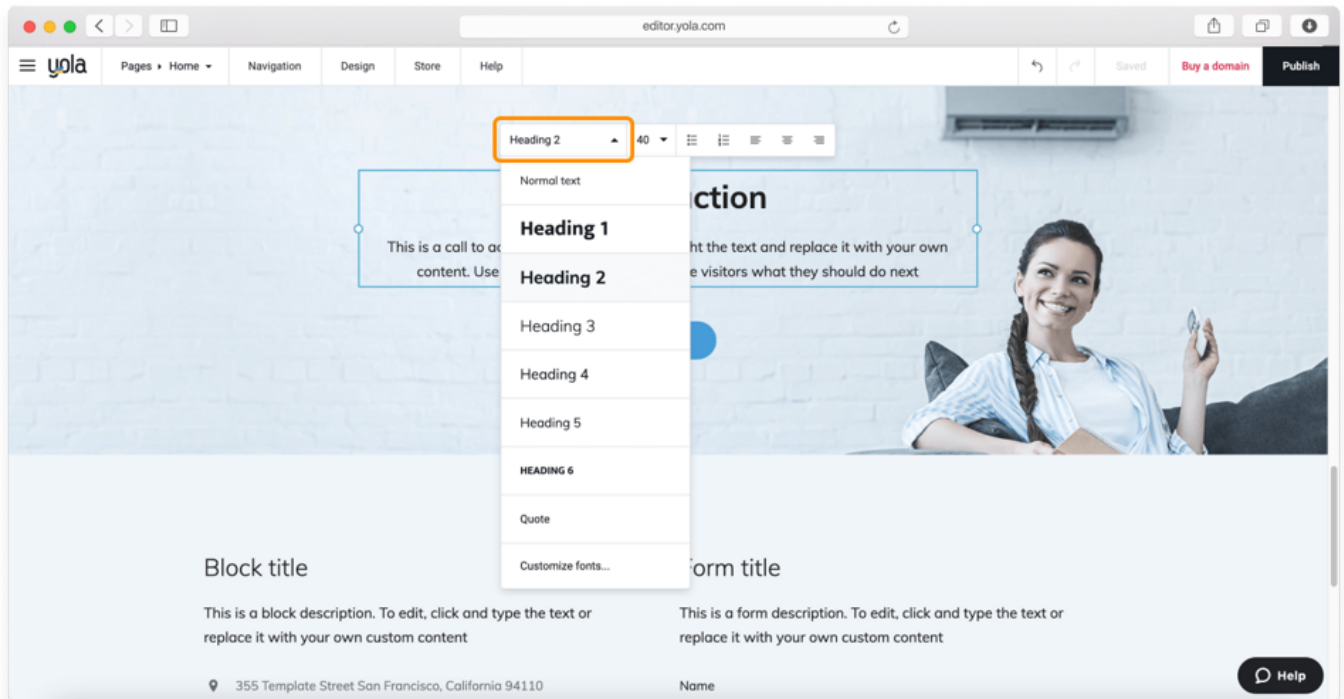 editor.yola.com
yola
Pages › Home
Navigation
Design
Store
Help
Saved
Buy a domain
Publish
Heading 2
40
Normal text
Heading 1
Heading 2
Heading 3
Heading 4
Heading 5
HEADING 6
Quote
Customize fonts...
ction
This is a call to ac ht the text and replace it with your own
content. Use e visitors what they should do next
Block title
This is a block description. To edit, click and type the text or
replace it with your own custom content
355 Template Street San Francisco, California 94110
Form title
This is a form description. To edit, click and type the text or
replace it with your own custom content
Name
Help